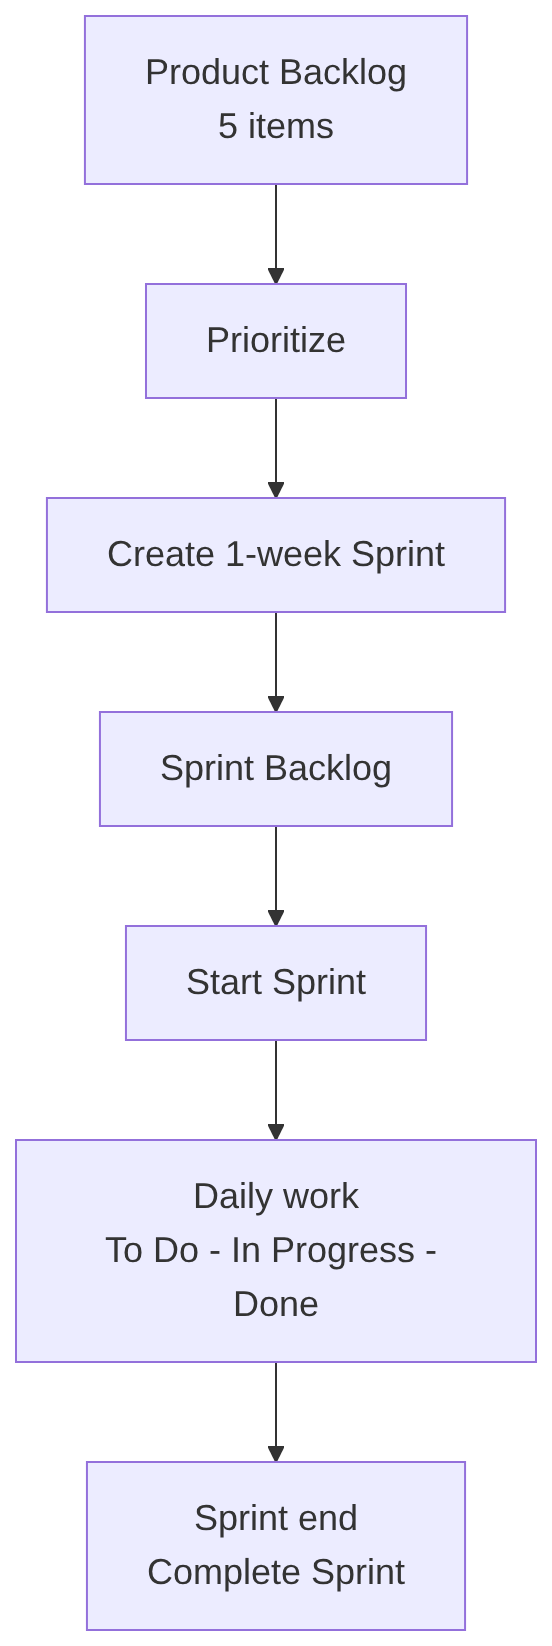 Product Backlog
5 items
Prioritize
Create 1-week Sprint
Sprint Backlog
Start Sprint
Daily work
To Do - In Progress -
Done
Sprint end
Complete Sprint